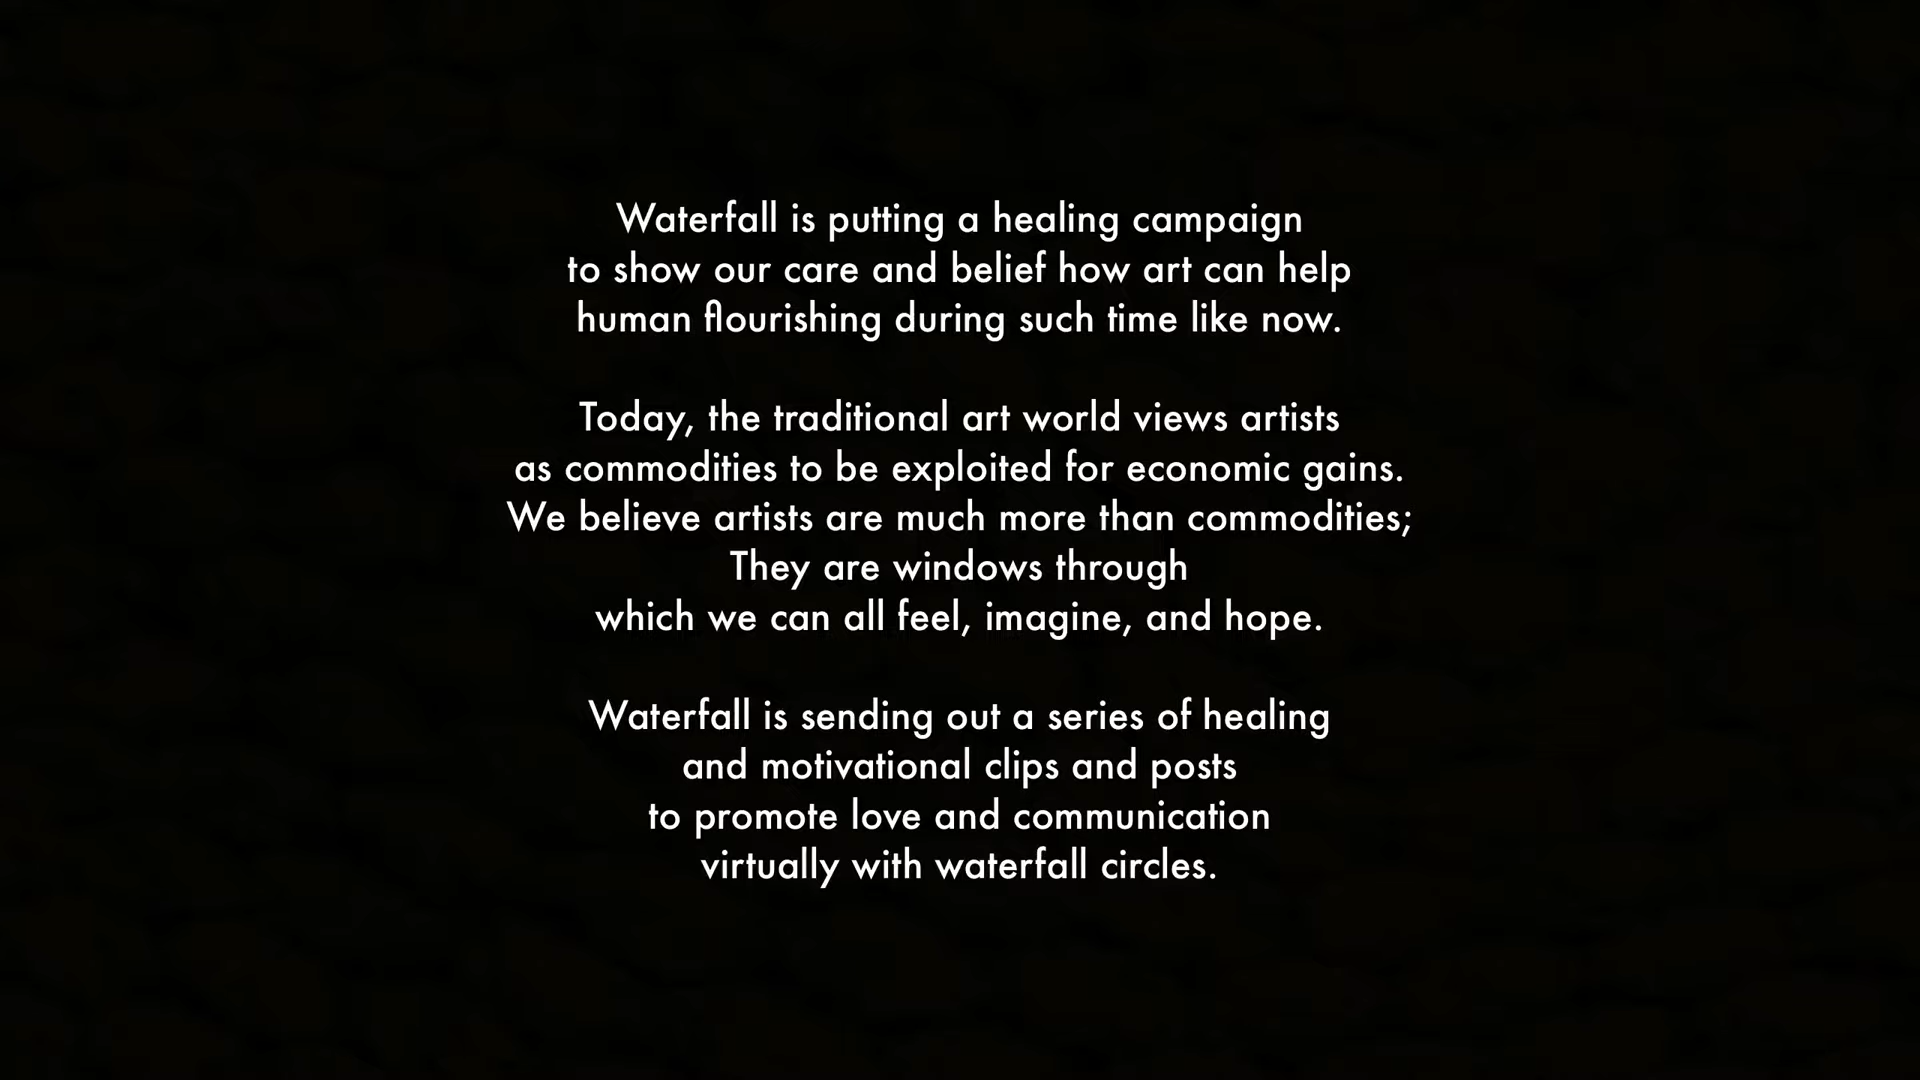 Waterfall is putting a healing campaign
to show our care and belief how art can help
human flourishing during such time like now.
Today, the traditional art world views artists
as commodities to be exploited for economic gains.
We believe artists are much more than commodities;
They are windows through
which we can all feel, imagine, and hope.
Waterfall is sending out a series of healing
and motivational clips and posts
to promote love and communication
virtually with waterfall circles.